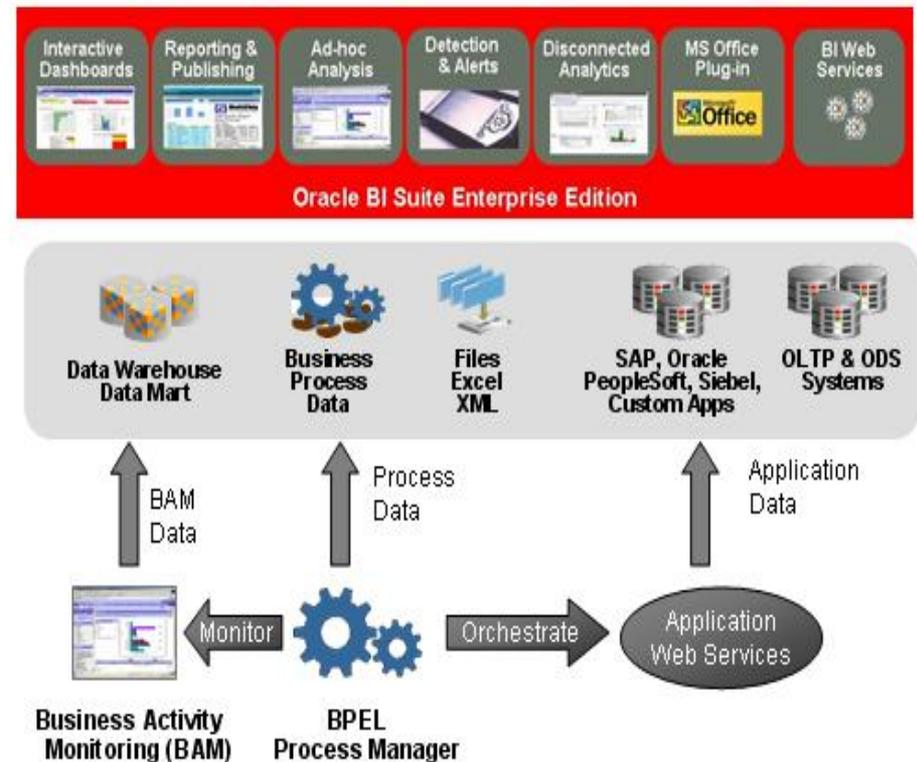 Interactive
Dashboards
Reporting &
Publishing
Ad-hoc
Analysis
Detection
& Alerts
Disconnected
Analytics
MS Office
Plug-in
BI Web
Services
Microsoft
Office
Oracle BI Suite Enterprise Edition
Data Warehouse
Data Mart
Business
Process
Data
Files
Excel
XML
SAP, Oracle
PeopleSoft, Siebel,
Custom Apps
OLTP & ODS
Systems
BAM
Data
Process
Data
Application
Data
Monitor
Orchestrate
Application
Web Services
Business Activity
Monitoring (BAM)
BPEL
Process Manager